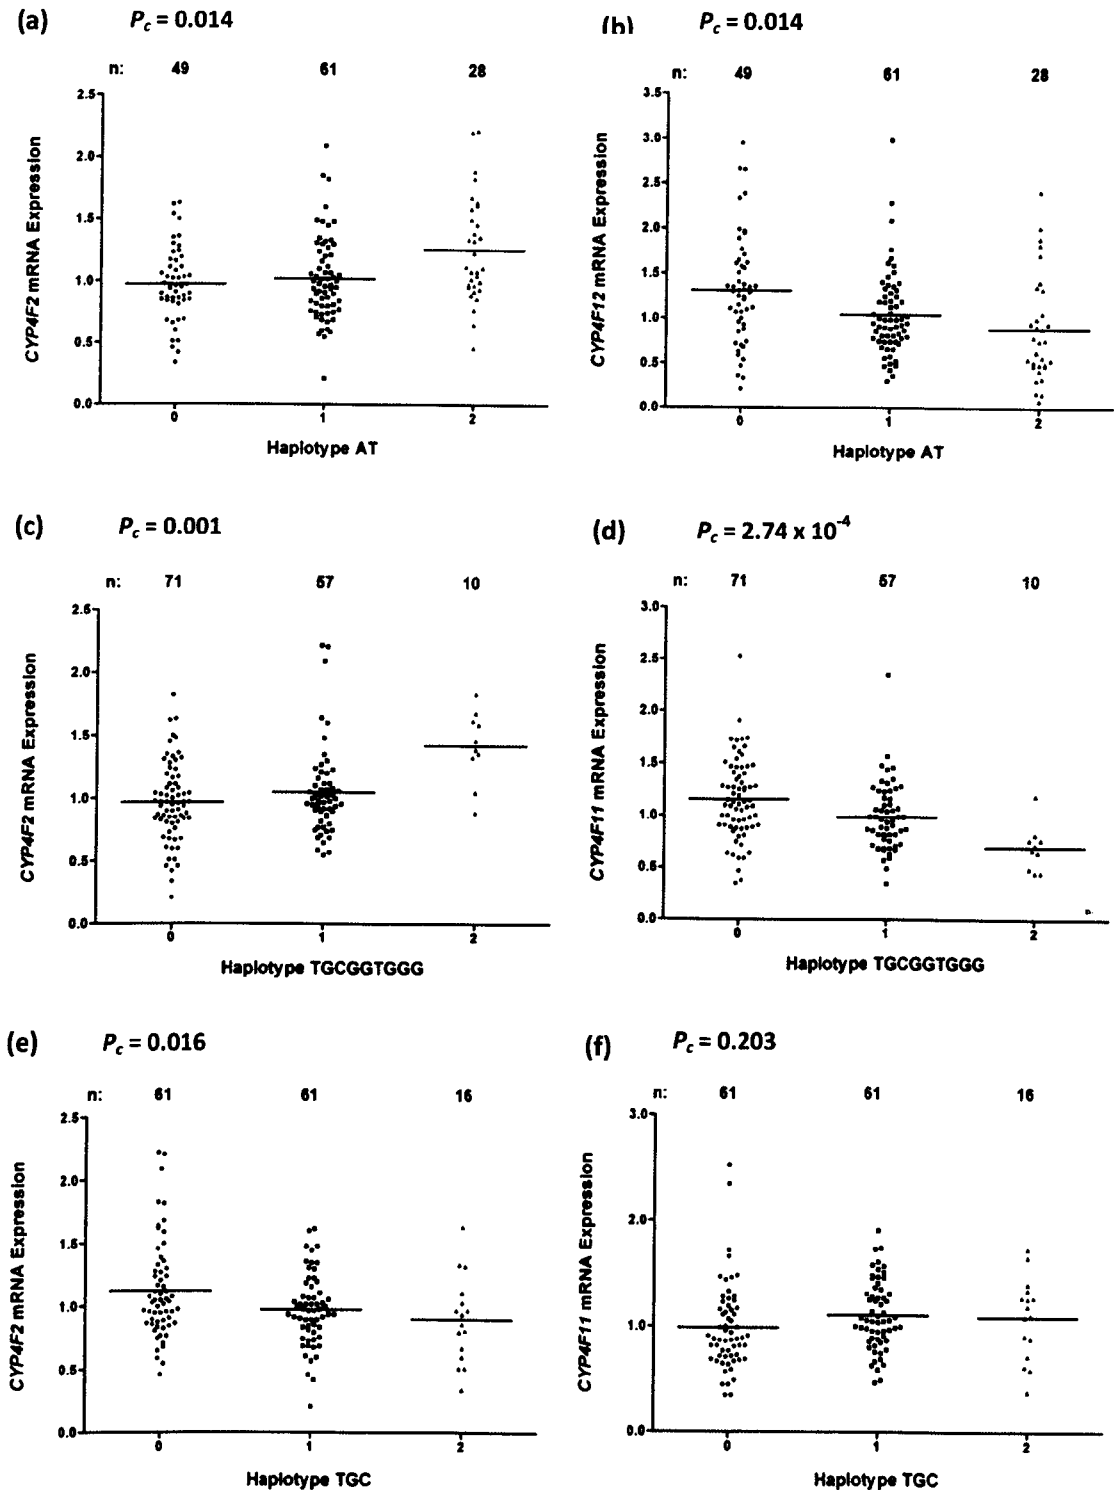 (a) P_c = 0.014
n: 49 61 28
CYP4F2 mRNA Expression
2.5
2.0
1.5
1.0
0.5
0.0
0 1 2
Haplotype AT
(b) P_c = 0.014
49 61 28
CYP4F12 mRNA Expression
3.5
3.0
2.5
2.0
1.5
1.0
0.5
0.0
0 1 2
Haplotype AT
(c) P_c = 0.001
n: 71 57 10
CYP4F2 mRNA Expression
2.5
2.0
1.5
1.0
0.5
0.0
0 1 2
Haplotype TGCGGTGGG
(d) P_c = 2.74 x 10^-4
n: 71 57 10
CYP4F11 mRNA Expression
3.0
2.5
2.0
1.5
1.0
0.5
0.0
0 1 2
Haplotype TGCGGTGGG
(e) P_c = 0.016
n: 61 61 16
CYP4F2 mRNA Expression
2.5
2.0
1.5
1.0
0.5
0.0
0 1 2
Haplotype TGC
(f) P_c = 0.203
n: 61 61 16
CYP4F11 mRNA Expression
3.0
2.0
1.0
0.0
0 1 2
Haplotype TGC